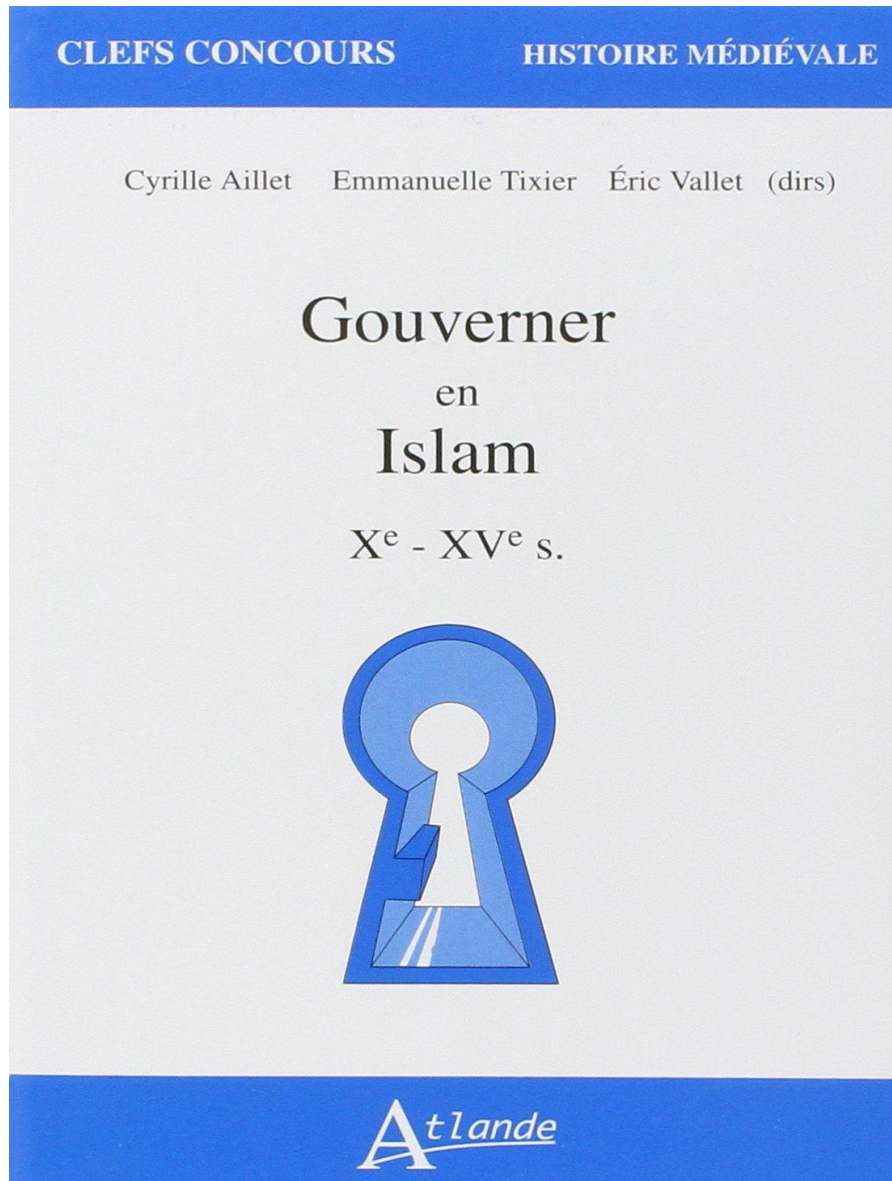 CLEFS CONCOURS HISTOIRE MÉDIÉVALE
Cyrille Aillet Emmanuelle Tixier Éric Vallet (dirs)
Gouverner
en
Islam
Xe - XVe s.
Atlande